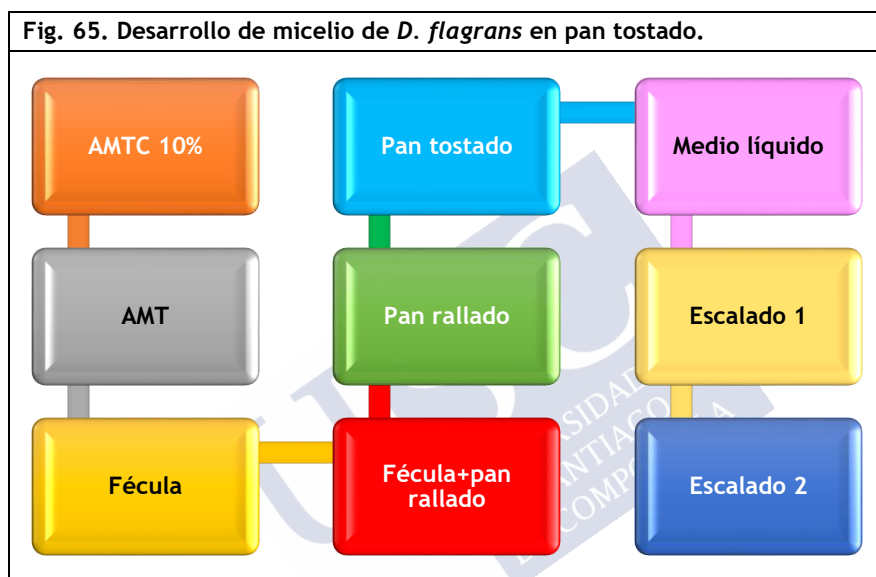 Fig. 65. Desarrollo de micelio de D. flagrans en pan tostado.
AMTC 10%
AMT
Fécula
Fécula+pan
rallado
Pan rallado
Pan tostado
Medio líquido
Escalado 1
Escalado 2